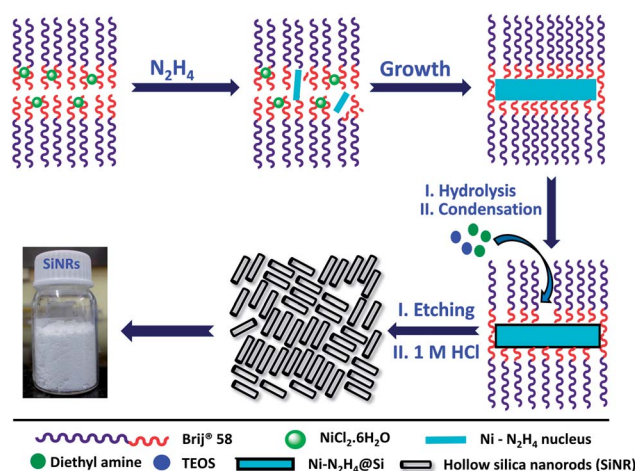 N₂H₄
Growth
I. Hydrolysis
II. Condensation
SiNRs
I. Etching
II. 1 M HCl
Brij® 58
NiCl₂.6H₂O
Ni - N₂H₄ nucleus
Diethyl amine
TEOS
Ni-N₂H₄@Si
Hollow silica nanorods (SiNR)